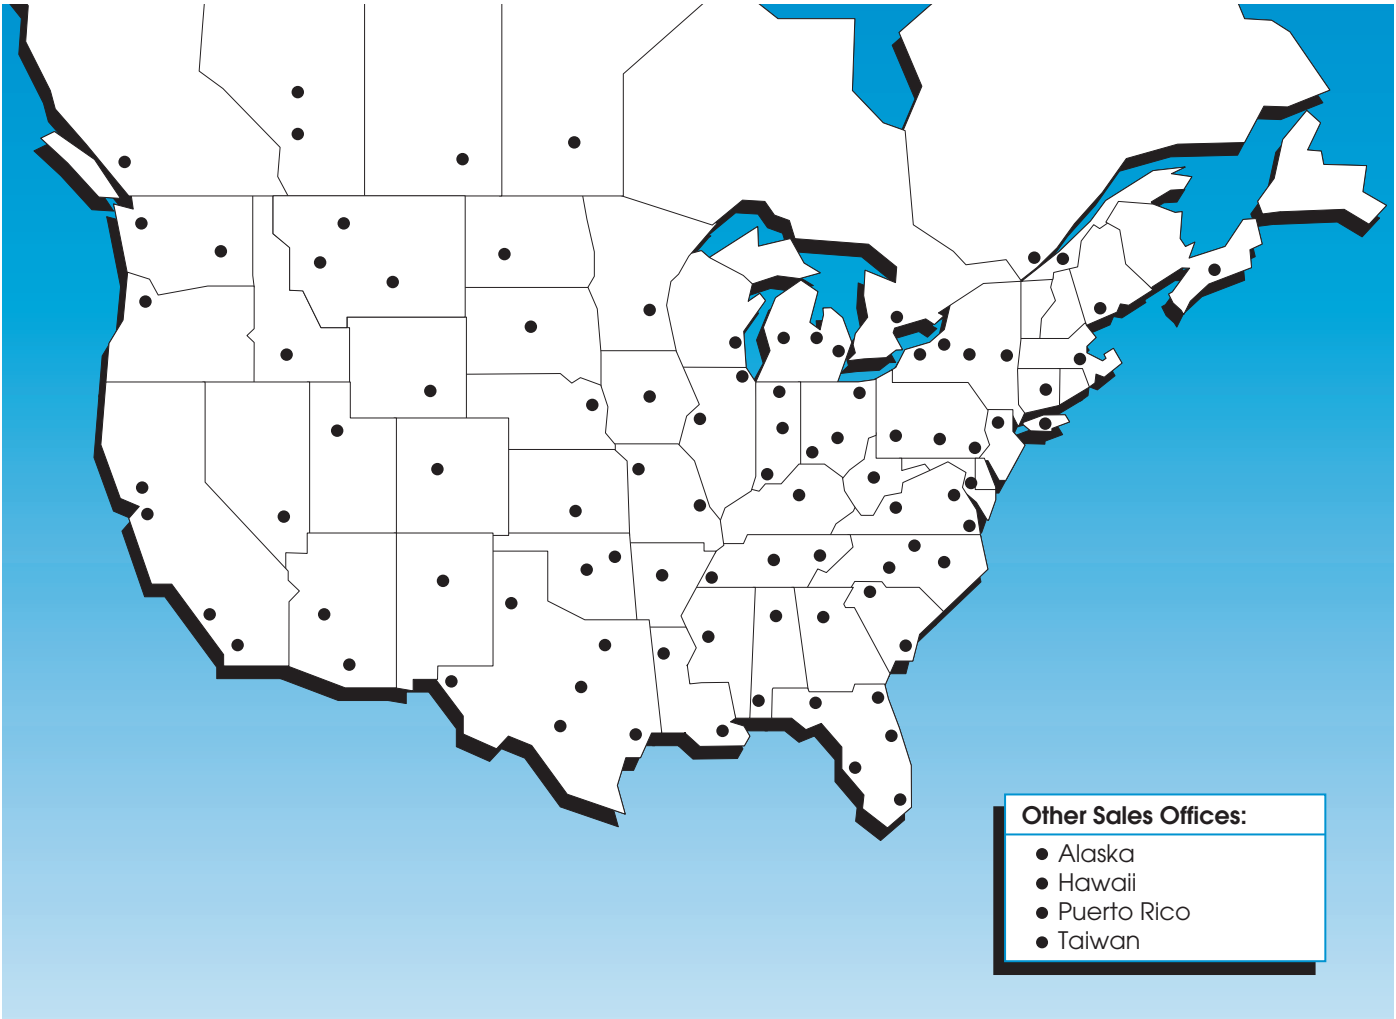 Other Sales Offices:
● Alaska
● Hawaii
● Puerto Rico
● Taiwan